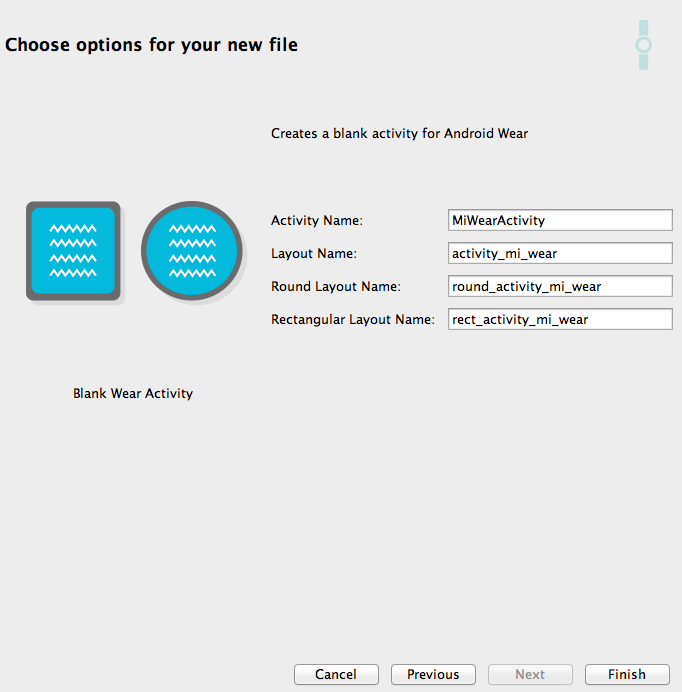 Choose options for your new file
Creates a blank activity for Android Wear
Activity Name: MiWearActivity
Layout Name: activity_mi_wear
Round Layout Name: round_activity_mi_wear
Rectangular Layout Name: rect_activity_mi_wear
Blank Wear Activity
Cancel Previous Next Finish